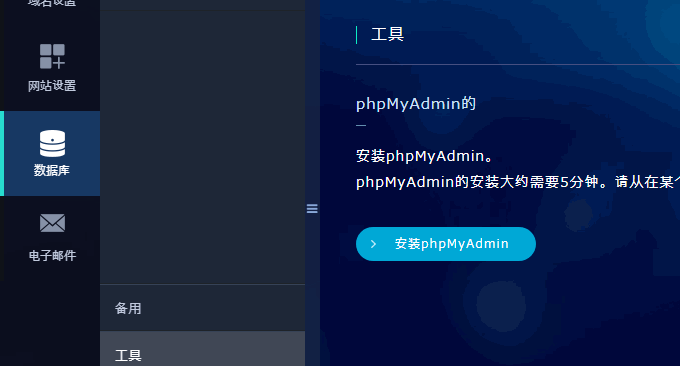 域名设置
网站设置
数据库
电子邮件
备用
工具
工具
phpMyAdmin的
安装phpMyAdmin。
phpMyAdmin的安装大约需要5分钟。请从在某
安装phpMyAdmin